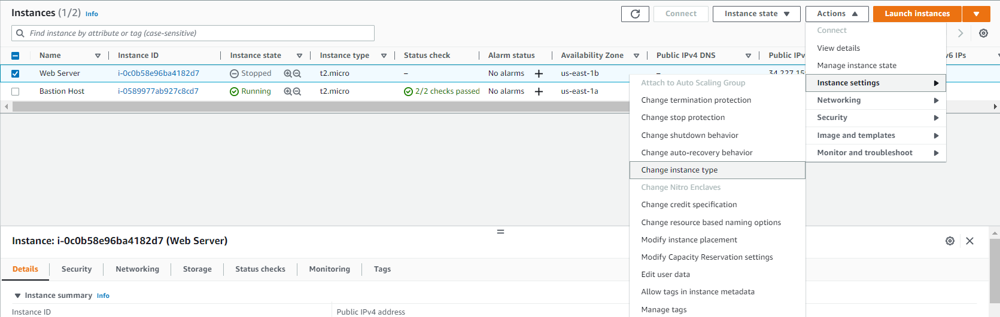 Instances (1/2) Info
Connect Instance state Actions Launch instances
Find instance by attribute or tag (case-sensitive)
Name Instance ID Instance state Instance type Status check Alarm status Availability Zone Public IPv4 DNS Public IPv v6 IPs
Web Server i-0c0b58e96ba4182d7 Stopped t2.micro – No alarms + us-east-1b – 34.227.15
Bastion Host i-0589977ab927c8cd7 Running t2.micro 2/2 checks passed No alarms + us-east-1a
Connect
View details
Manage instance state
Instance settings
Networking
Security
Image and templates
Monitor and troubleshoot
Attach to Auto Scaling Group
Change termination protection
Change stop protection
Change shutdown behavior
Change auto-recovery behavior
Change instance type
Change Nitro Enclaves
Change credit specification
Change resource based naming options
Modify instance placement
Modify Capacity Reservation settings
Edit user data
Allow tags in instance metadata
Manage tags
Instance: i-0c0b58e96ba4182d7 (Web Server)
Details Security Networking Storage Status checks Monitoring Tags
Instance summary Info
Instance ID Public IPv4 address